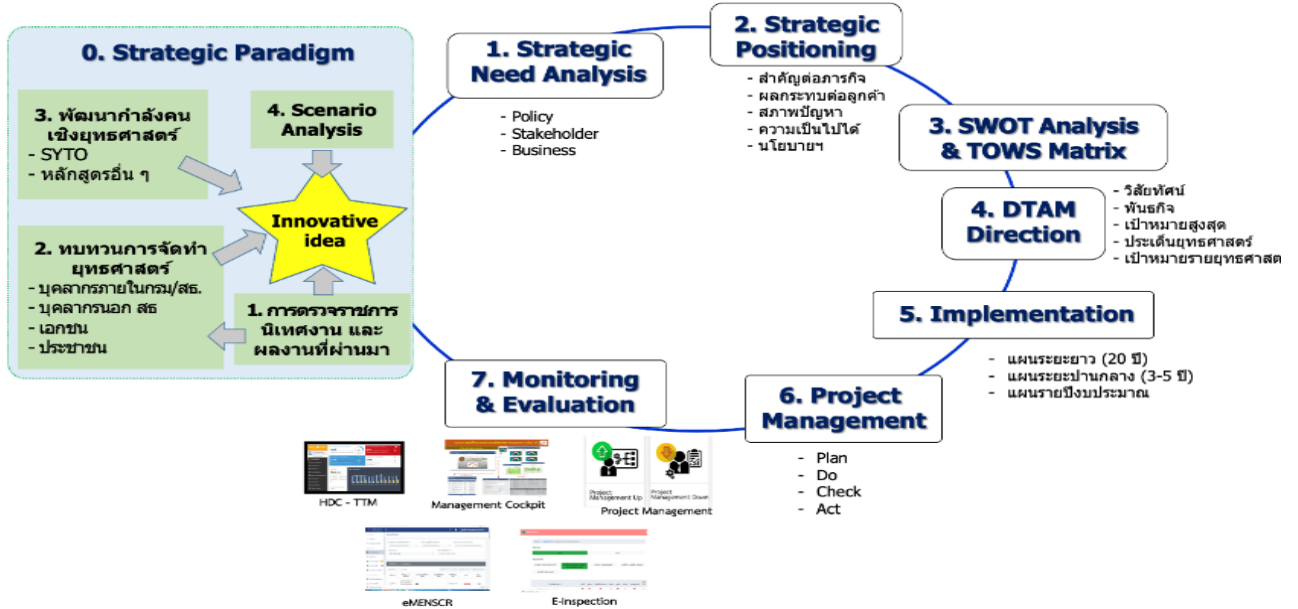 0. Strategic Paradigm
3. พัฒนากำลังคน
เชิงยุทธศาสตร์
- SYTO
- หลักสูตรอื่น ๆ
4. Scenario
Analysis
Innovative
idea
2. ทบทวนการจัดทำ
ยุทธศาสตร์
- บุคลากรภายในกรม/สธ.
- บุคลากรนอก สธ
- เอกชน
- ประชาชน
1. การตรวจราชการ
นิเทศงาน และ
ผลงานที่ผ่านมา
1. Strategic
Need Analysis
- Policy
- Stakeholder
- Business
2. Strategic
Positioning
- สำคัญต่อภารกิจ
- ผลกระทบต่อลูกค้า
- สภาพปัญหา
- ความเป็นไปได้
- นโยบายฯ
3. SWOT Analysis
& TOWS Matrix
4. DTAM
Direction
- วิสัยทัศน์
- พันธกิจ
- เป้าหมายสูงสุด
- ประเด็นยุทธศาสตร์
- เป้าหมายรายยุทธศาสต
5. Implementation
- แผนระยะยาว (20 ปี)
- แผนระยะปานกลาง (3-5 ปี)
- แผนรายปีงบประมาณ
6. Project
Management
- Plan
- Do
- Check
- Act
7. Monitoring
& Evaluation
HDC - TTM
Management Cockpit
Project
Management Up
Project
Management Down
Project Management
eMENSCR
E-Inspection